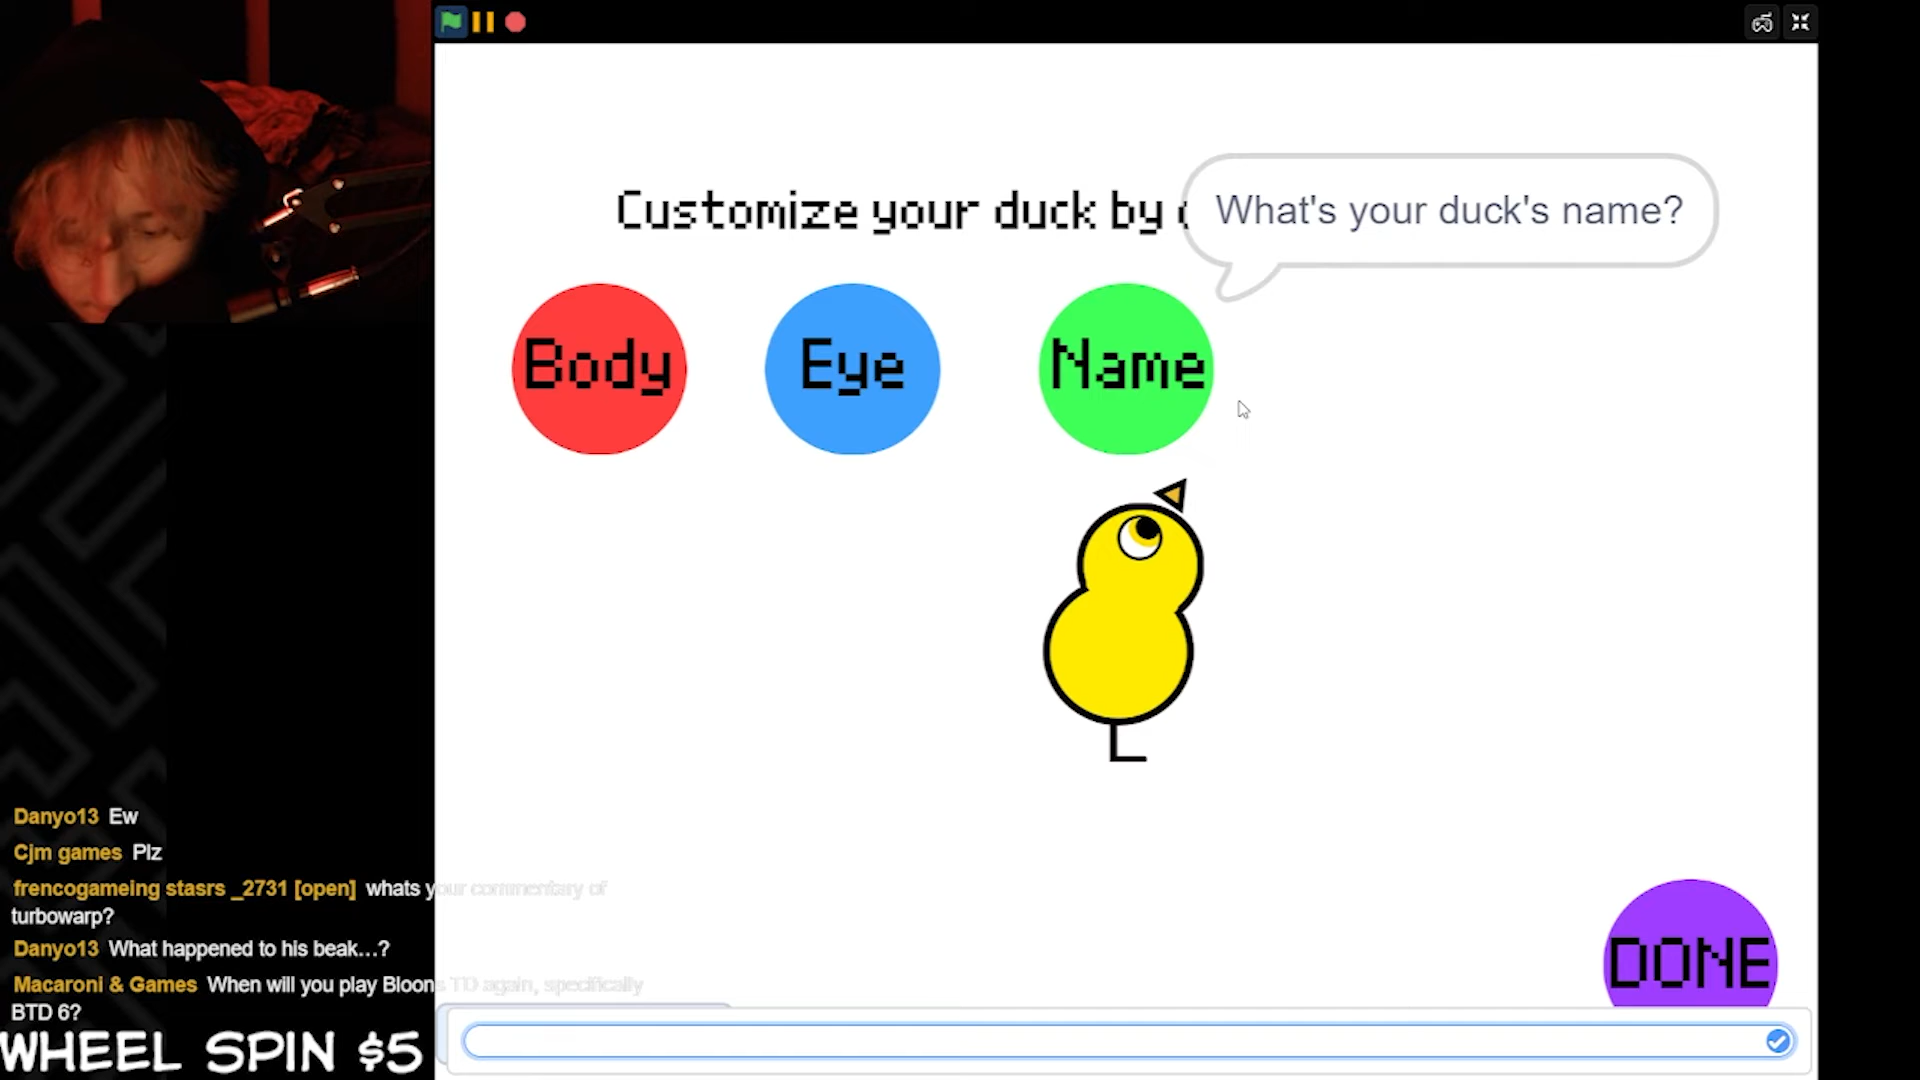 Customize your duck by
What's your duck's name?
Body
Eye
Name
Danyo13 Ew
Cjm games Plz
frencogameing stasrs _2731 [open] whats your commentary of
turbowarp?
Danyo13 What happened to his beak...?
Macaroni & Games When will you play Bloons TD again, specifically
BTD 6?
WHEEL SPIN $5
DONE